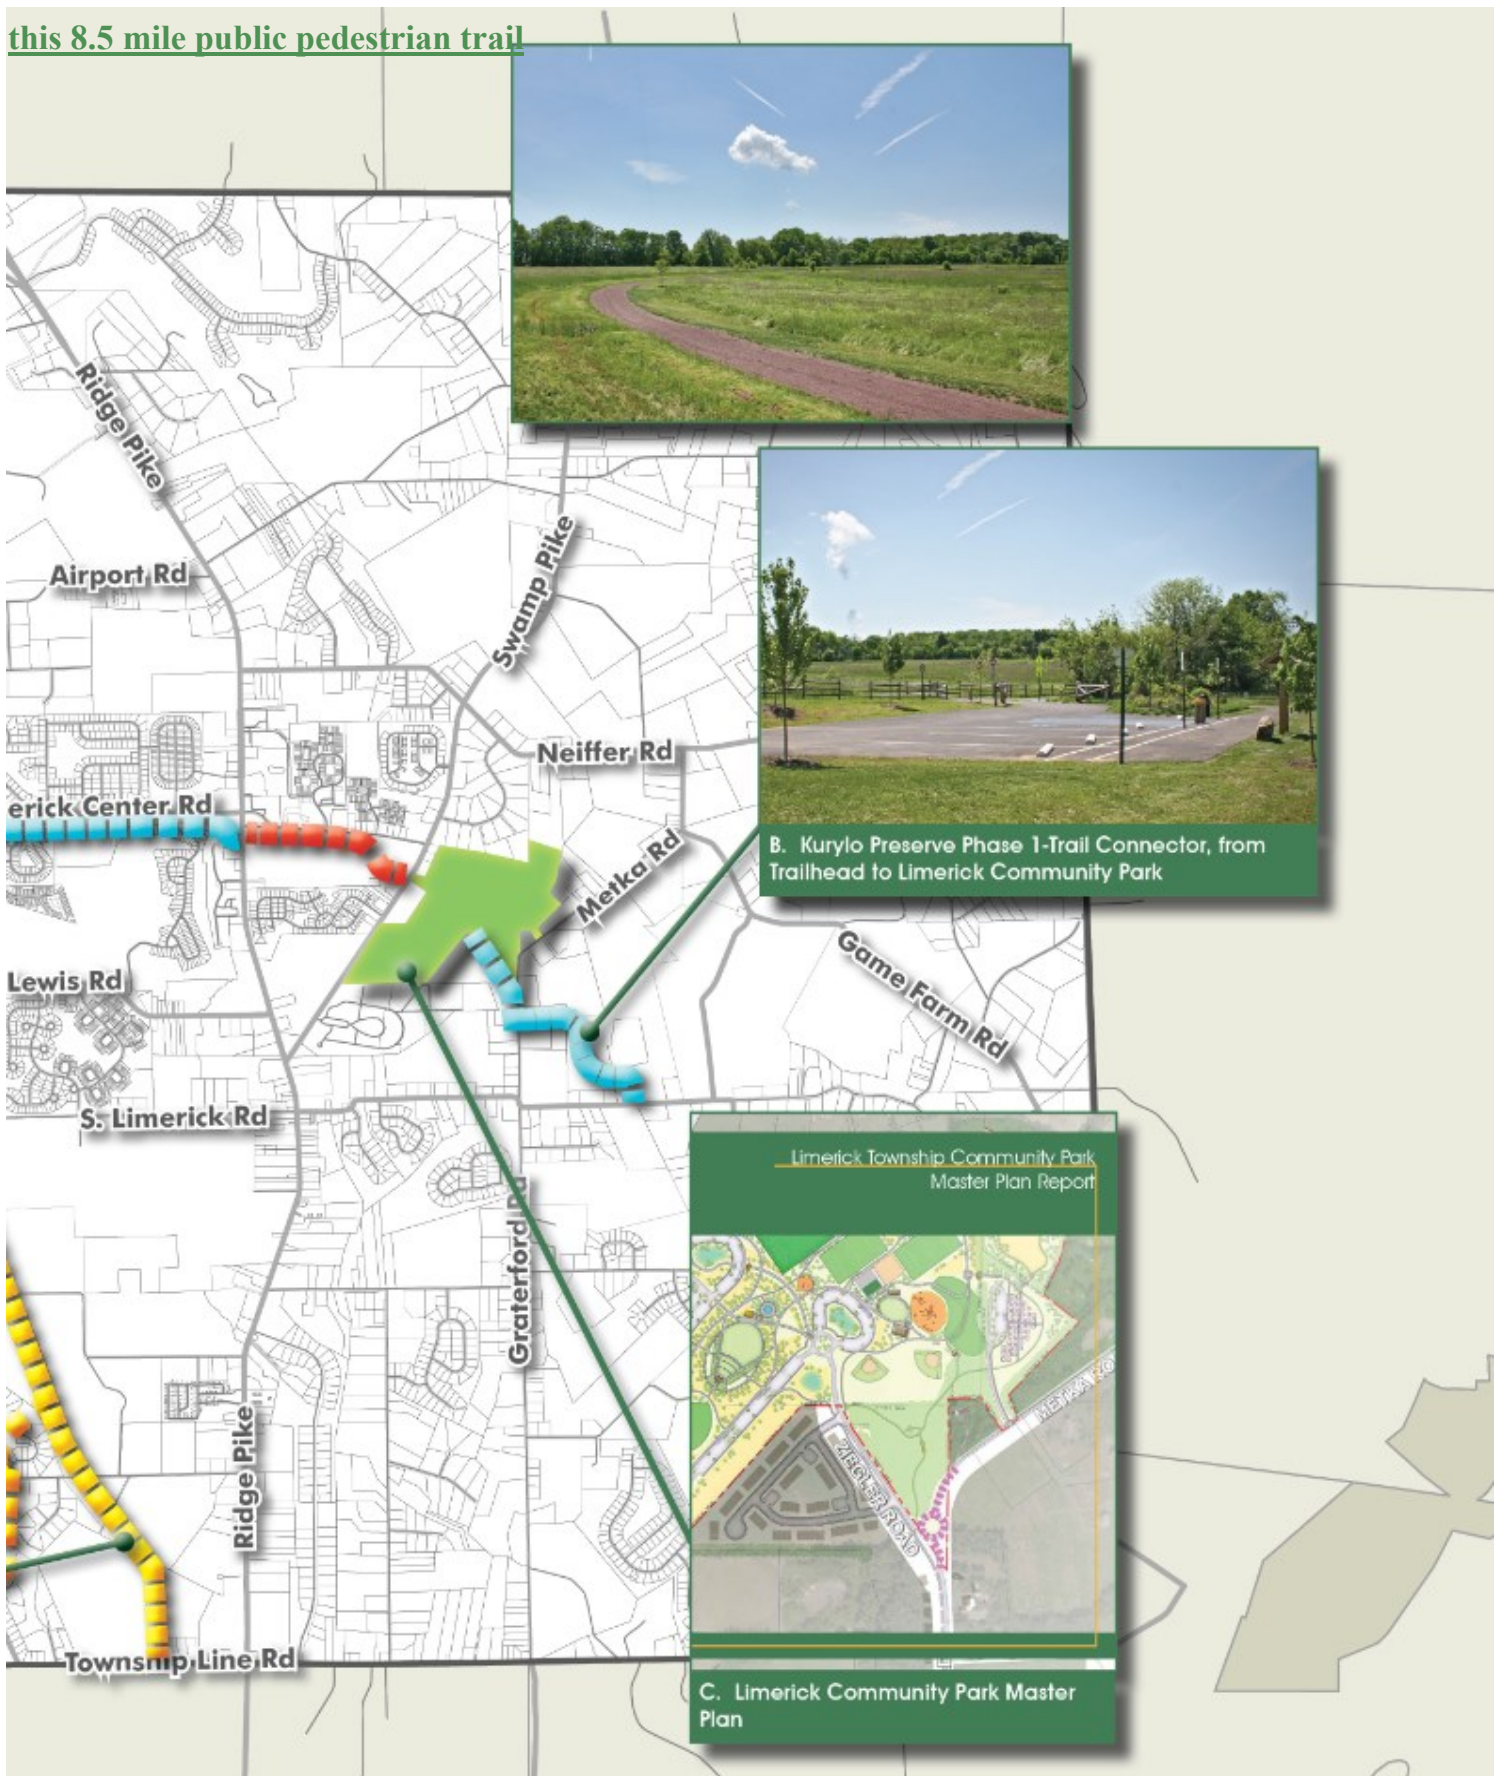 this 8.5 mile public pedestrian trail
Ridge Pike
Airport Rd
Swamp Pike
Neiffer Rd
erick Center Rd
Metka Rd
B. Kurylo Preserve Phase 1-Trail Connector, from
Trailhead to Limerick Community Park
Lewis Rd
Game Farm Rd
S. Limerick Rd
Limerick Township Community Park
Master Plan Report
Graterford Rd
METKA
ZIEGLER ROAD
Ridge Pike
Township Line Rd
C. Limerick Community Park Master
Plan